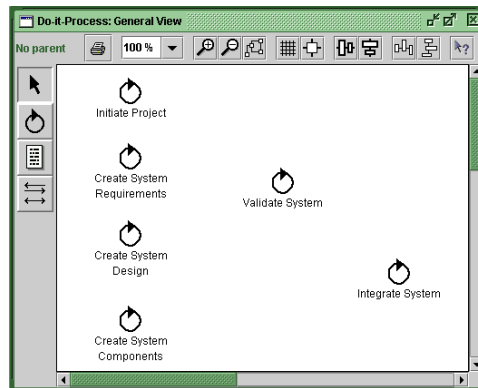 Do-it-Process: General View
No parent
100 %
Initiate Project
Create System
Requirements
Validate System
Create System
Design
Integrate System
Create System
Components